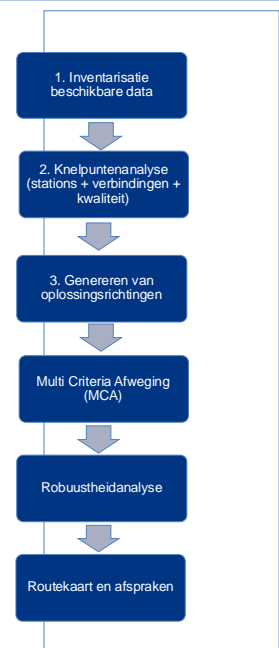 1. Inventarisatie
beschikbare data
2. Knelpuntenanalyse
(stations + verbindingen +
kwaliteit)
3. Genereren van
oplossingsrichtingen
Multi Criteria Afweging
(MCA)
Robuustheidanalyse
Routekaart en afspraken